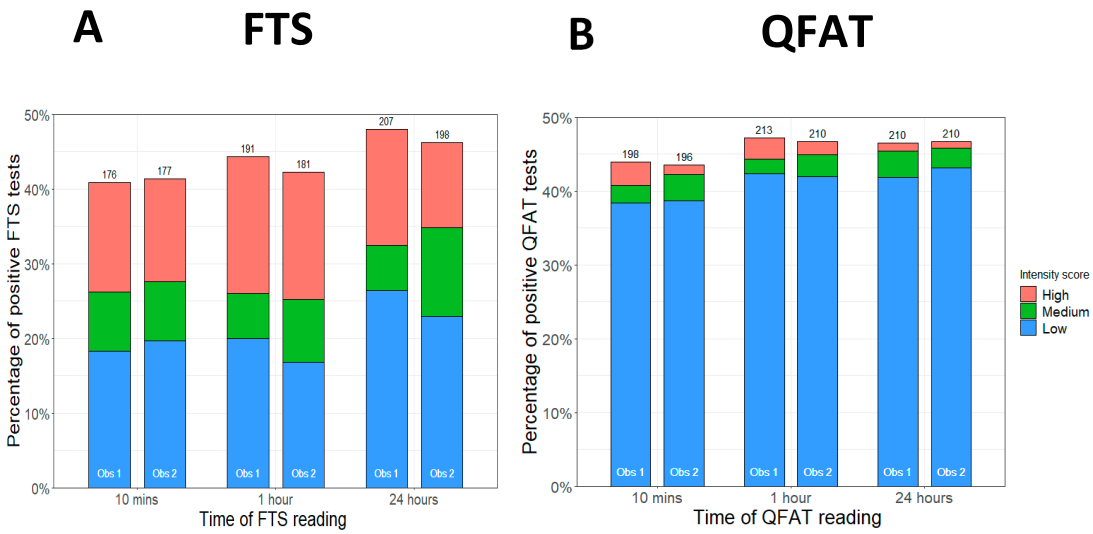 A
FTS
B
QFAT
Percentage of positive FTS tests
50%
40%
30%
20%
10%
0%
176
177
191
181
207
198
Obs 1
Obs 2
Obs 1
Obs 2
Obs 1
Obs 2
10 mins
1 hour
24 hours
Time of FTS reading
Percentage of positive QFAT tests
50%
40%
30%
20%
10%
0%
198
196
213
210
210
210
Obs 1
Obs 2
Obs 1
Obs 2
Obs 1
Obs 2
10 mins
1 hour
24 hours
Time of QFAT reading
Intensity score
High
Medium
Low